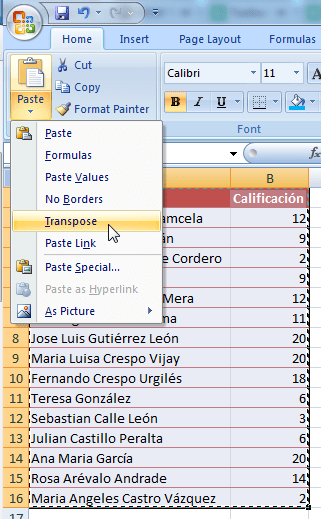 Home Insert Page Layout Formulas
Paste
Cut
Copy
Format Painter
Calibri 11
B I U
Font
Paste
Formulas
Paste Values
No Borders
Transpose
Paste Link
Paste Special...
Paste as Hyperlink
As Picture
B
Calificación
12
9
e Cordero 2
9
Mera 12
11
8 Jose Luis Gutiérrez León 20
9 Maria Luisa Crespo Vijay 20
10 Fernando Crespo Urgilés 18
11 Teresa González 6
12 Sebastian Calle León 3
13 Julian Castillo Peralta 6
14 Ana Maria García 20
15 Rosa Arévalo Andrade 14
16 Maria Angeles Castro Vázquez 2
17